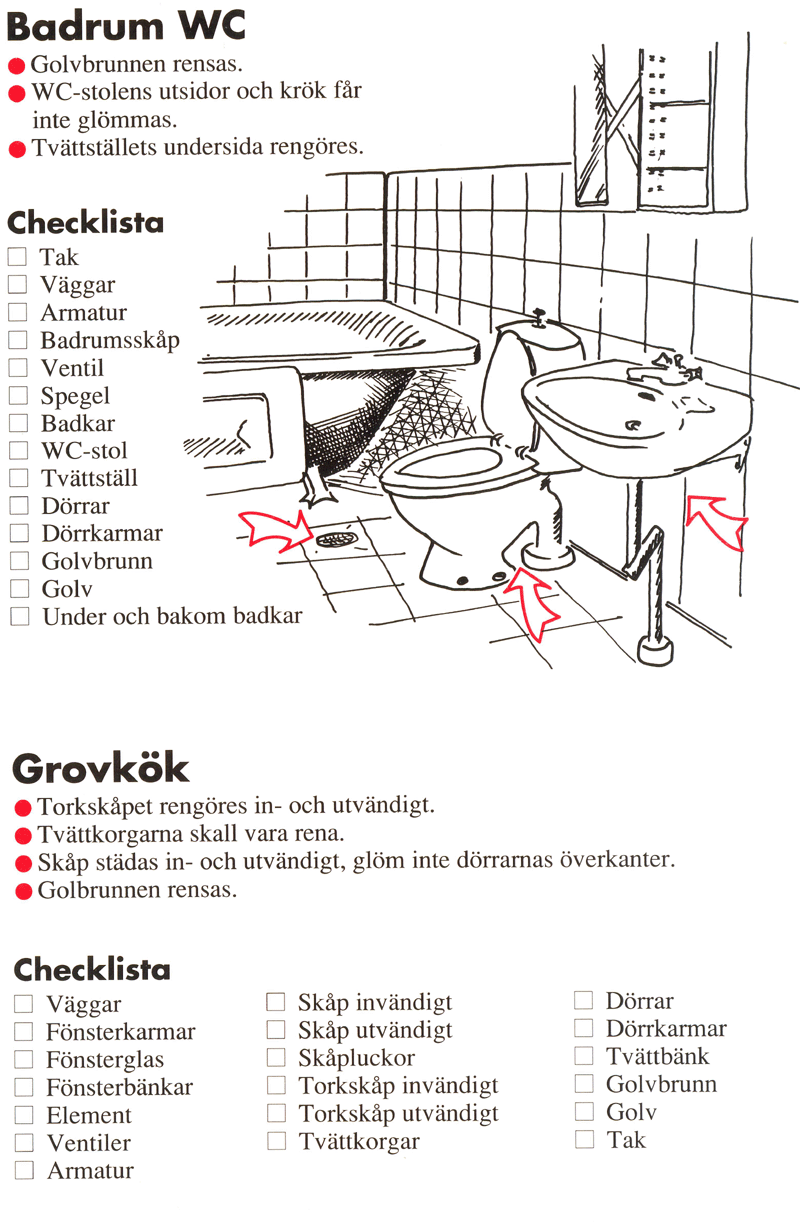 Badrum WC
Golvbrunnen rensas.
WC-stolens utsidor och krök får
inte glömmas.
Tvättställets undersida rengöres.
Checklista
Tak
Väggar
Armatur
Badrumsskåp
Ventil
Spegel
Badkar
WC-stol
Tvättställ
Dörrar
Dörrkarmar
Golvbrunn
Golv
Under och bakom badkar
Grovkök
Torkskåpet rengöres in- och utvändigt.
Tvättkorgarna skall vara rena.
Skåp städas in- och utvändigt, glöm inte dörrarnas överkanter.
Golbrunnen rensas.
Checklista
Väggar
Fönsterkarmar
Fönsterglas
Fönsterbänkar
Element
Ventiler
Armatur
Skåp invändigt
Skåp utvändigt
Skåpluckor
Torkskåp invändigt
Torkskåp utvändigt
Tvättkorgar
Dörrar
Dörrkarmar
Tvättbänk
Golvbrunn
Golv
Tak